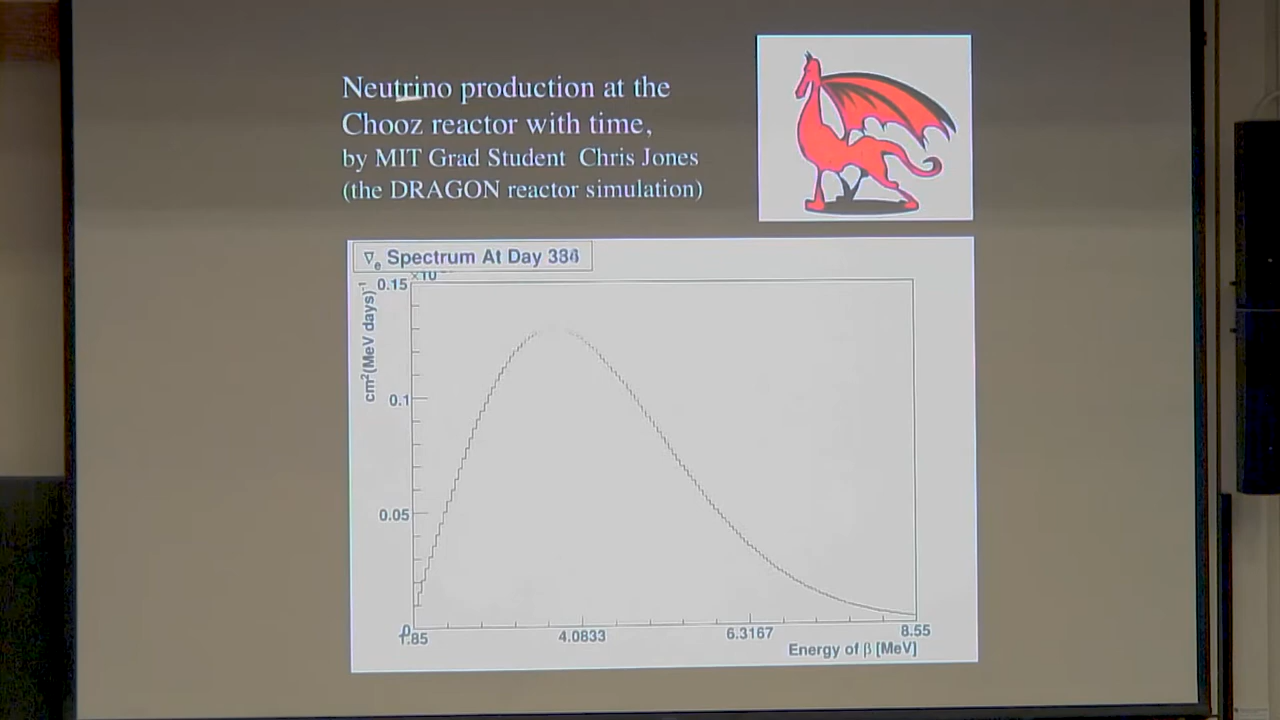 Neutrino production at the
Chooz reactor with time,
by MIT Grad Student Chris Jones
(the DRAGON reactor simulation)
ν̅e Spectrum At Day
×10
cm²(MeV days)⁻¹
0.15
0.1
0.05
0
1.85
4.0833
6.3167
8.55
Energy of β [MeV]